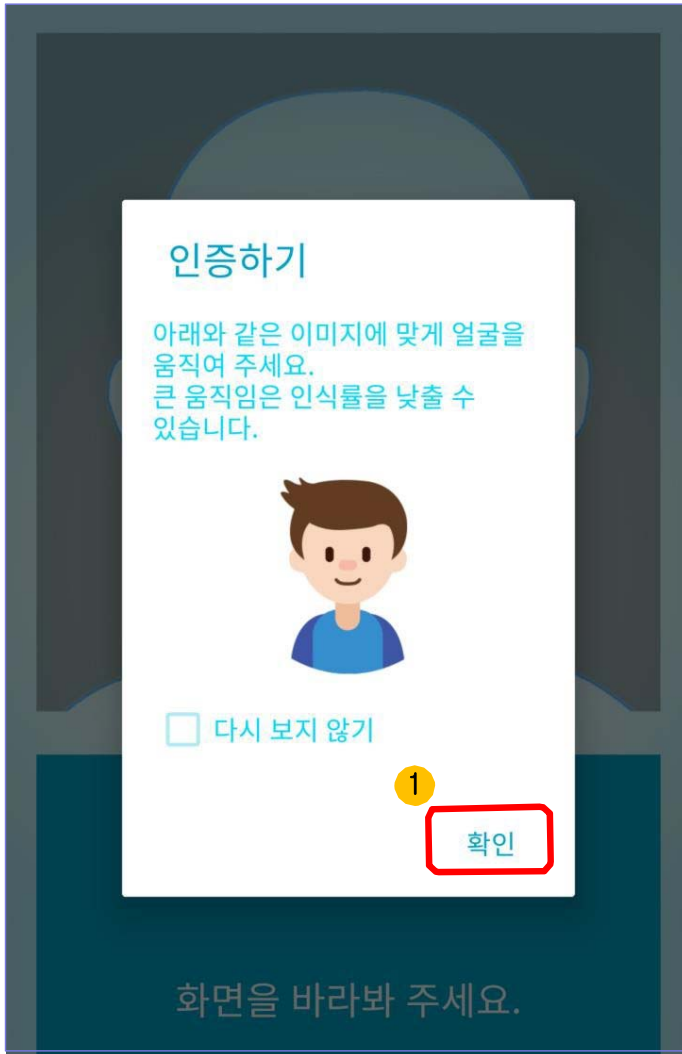 인증하기
아래와 같은 이미지에 맞게 얼굴을
움직여 주세요.
큰 움직임은 인식률을 낮출 수
있습니다.
다시 보지 않기
1
확인
화면을 바라봐 주세요.